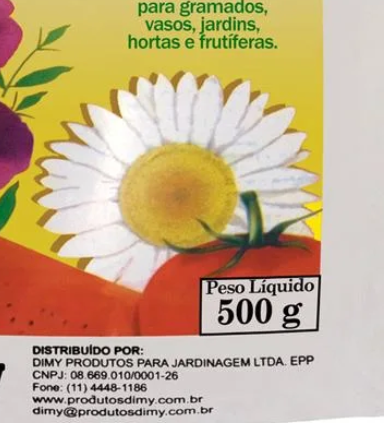 para gramados,
vasos, jardins,
hortas e frutíferas.
Peso Líquido
500 g
DISTRIBUÍDO POR:
DIMY PRODUTOS PARA JARDINAGEM LTDA. EPP
CNPJ: 08.669.010/0001-26
Fone: (11) 4448-1186
www.produtosdimy.com.br
dimy@produtosdimy.com.br